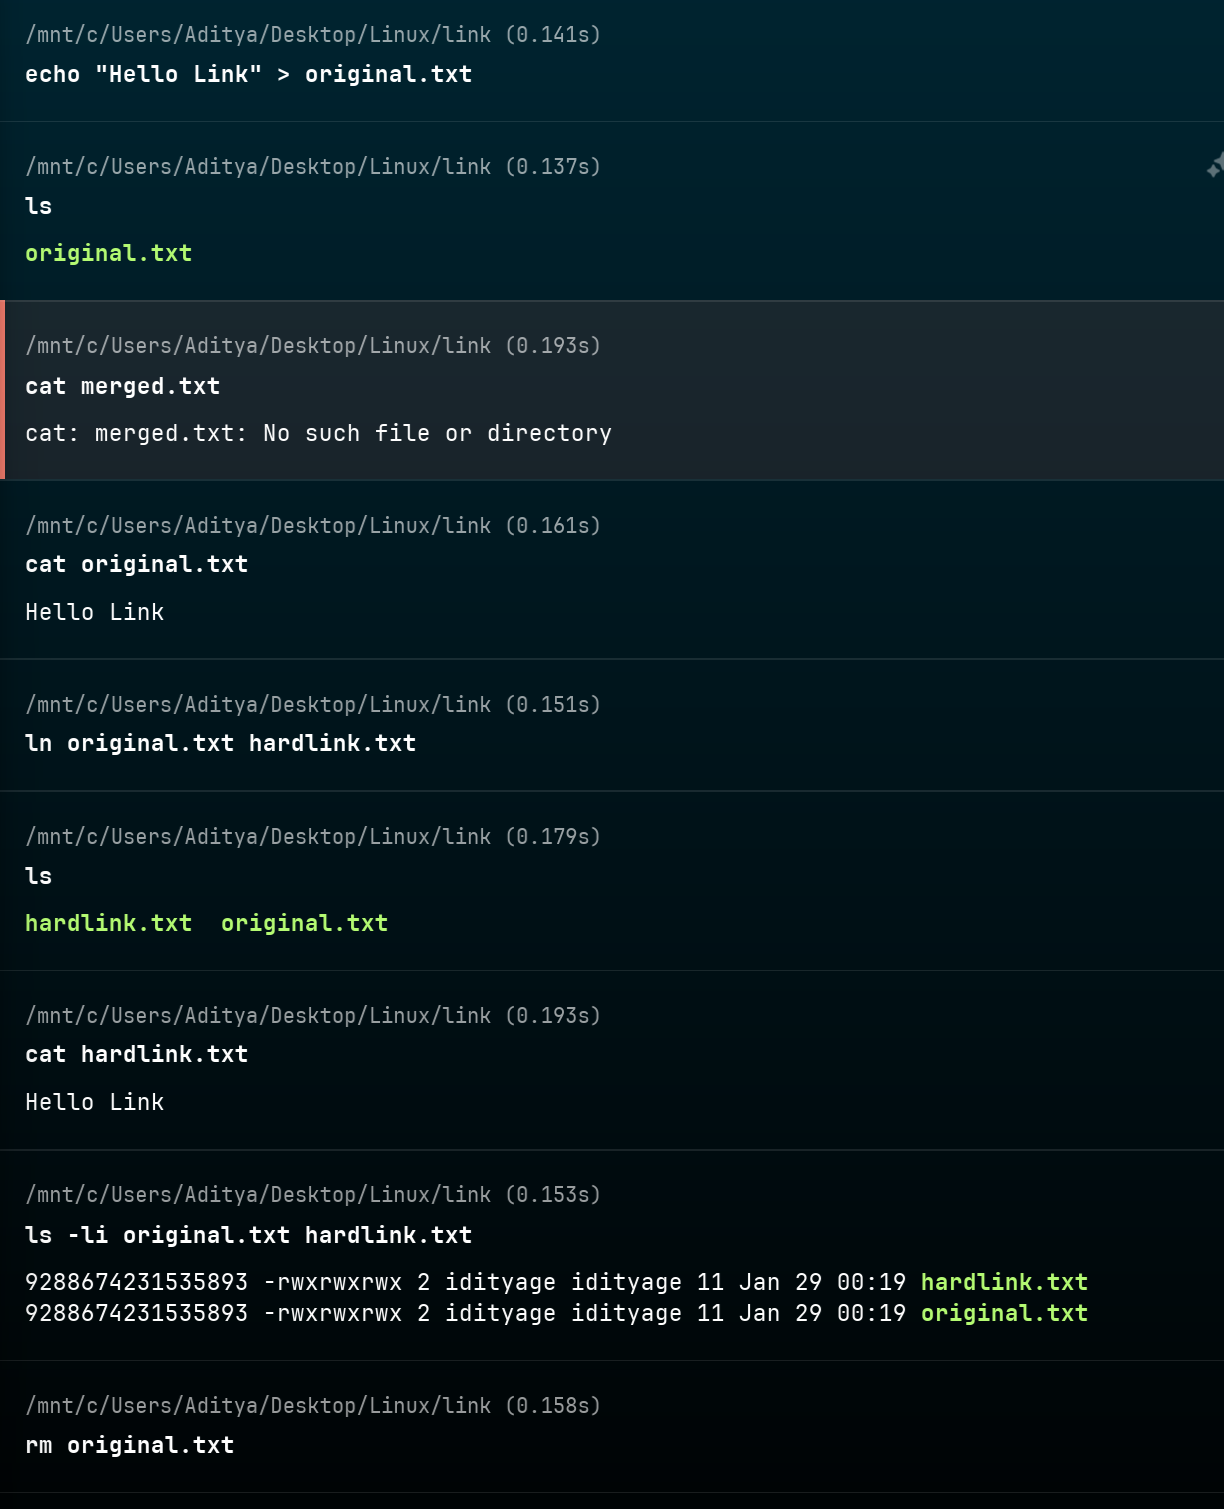 /mnt/c/Users/Aditya/Desktop/Linux/link (0.141s)
echo "Hello Link" > original.txt
/mnt/c/Users/Aditya/Desktop/Linux/link (0.137s)
ls
original.txt
/mnt/c/Users/Aditya/Desktop/Linux/link (0.193s)
cat merged.txt
cat: merged.txt: No such file or directory
/mnt/c/Users/Aditya/Desktop/Linux/link (0.161s)
cat original.txt
Hello Link
/mnt/c/Users/Aditya/Desktop/Linux/link (0.151s)
ln original.txt hardlink.txt
/mnt/c/Users/Aditya/Desktop/Linux/link (0.179s)
ls
hardlink.txt  original.txt
/mnt/c/Users/Aditya/Desktop/Linux/link (0.193s)
cat hardlink.txt
Hello Link
/mnt/c/Users/Aditya/Desktop/Linux/link (0.153s)
ls -li original.txt hardlink.txt
9288674231535893 -rwxrwxrwx 2 idityage idityage 11 Jan 29 00:19 hardlink.txt
9288674231535893 -rwxrwxrwx 2 idityage idityage 11 Jan 29 00:19 original.txt
/mnt/c/Users/Aditya/Desktop/Linux/link (0.158s)
rm original.txt